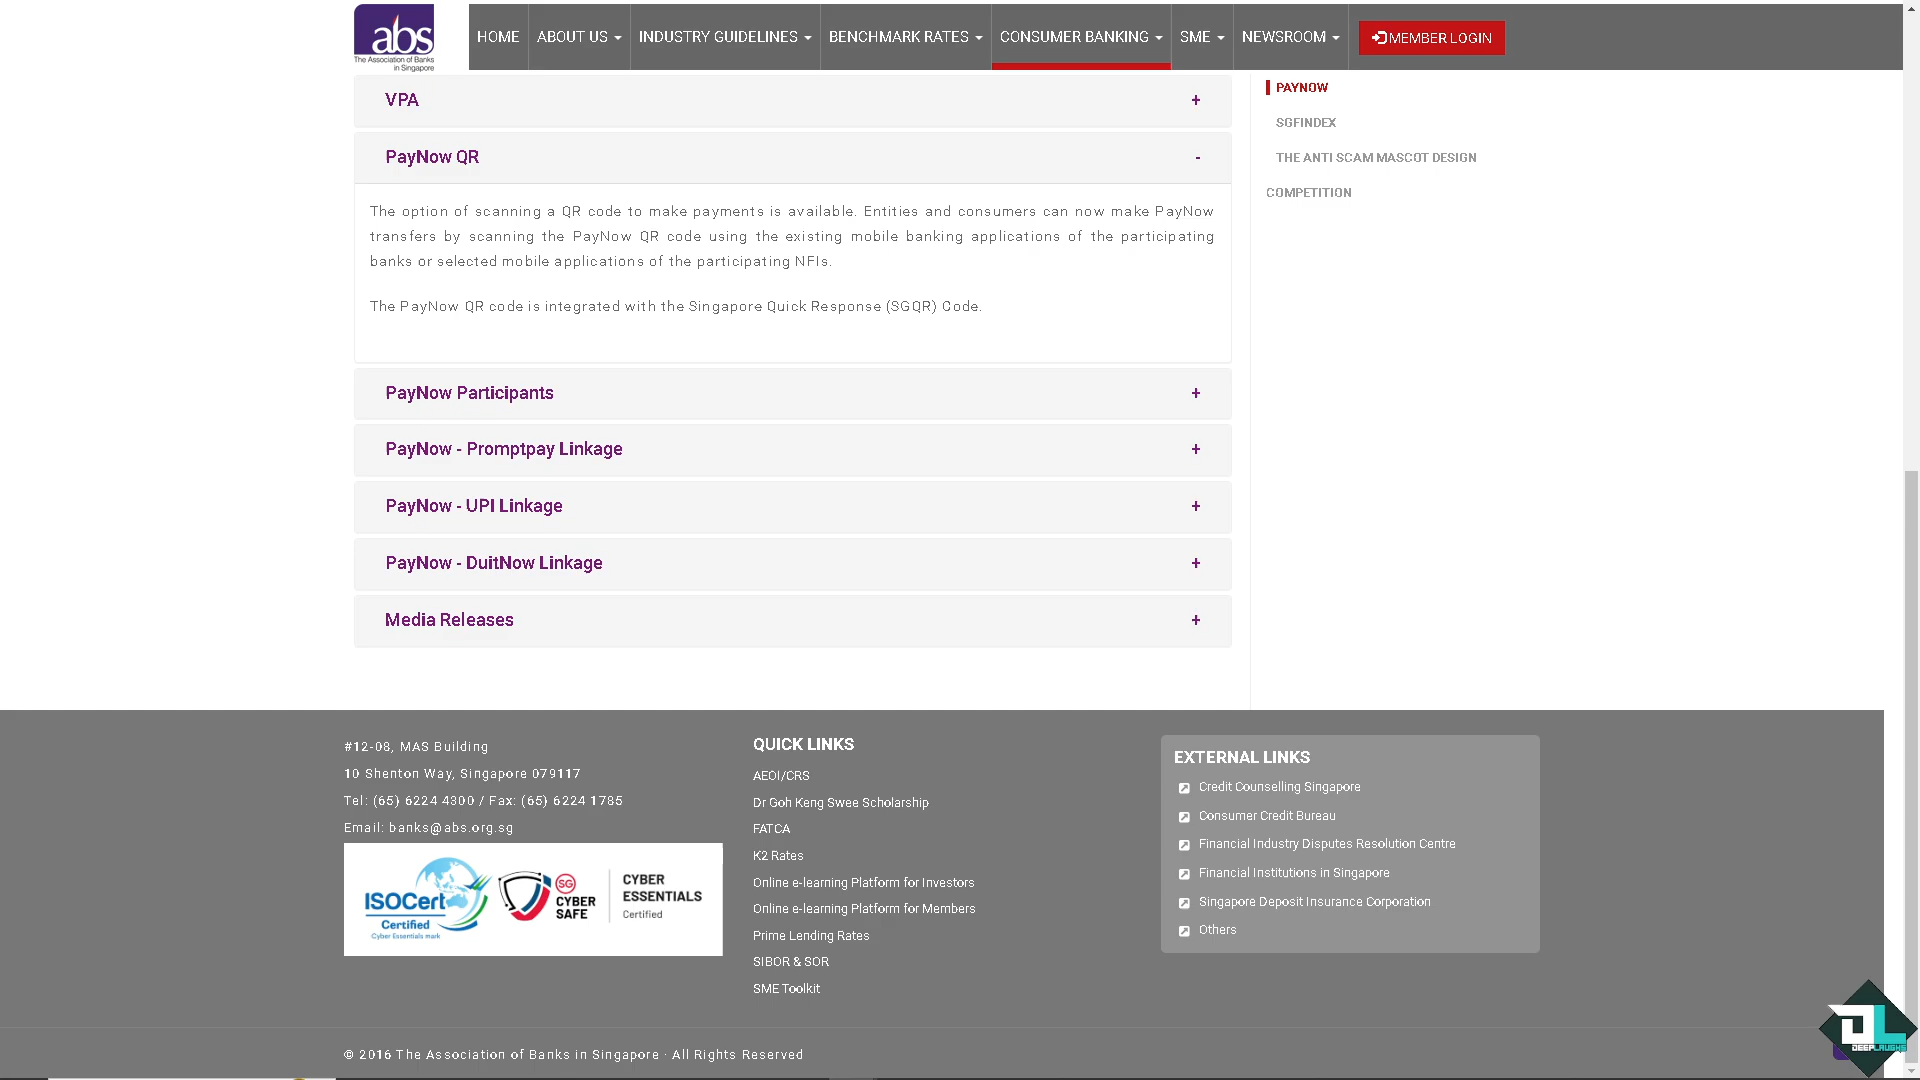 abs
The Association of Banks
in Singapore
HOME
ABOUT US
INDUSTRY GUIDELINES
BENCHMARK RATES
CONSUMER BANKING
SME
NEWSROOM
MEMBER LOGIN
VPA +
PayNow QR -
The option of scanning a QR code to make payments is available. Entities and consumers can now make PayNow
transfers by scanning the PayNow QR code using the existing mobile banking applications of the participating
banks or selected mobile applications of the participating NFIs.
The PayNow QR code is integrated with the Singapore Quick Response (SGQR) Code.
PayNow Participants +
PayNow - Promptpay Linkage +
PayNow - UPI Linkage +
PayNow - DuitNow Linkage +
Media Releases +
PAYNOW
SGFINDEX
THE ANTI SCAM MASCOT DESIGN
COMPETITION
#12-08, MAS Building
10 Shenton Way, Singapore 079117
Tel: (65) 6224 4300 / Fax: (65) 6224 1785
Email: banks@abs.org.sg
ISOCert
Certified
Cyber Essentials mark
SG
CYBER
SAFE
CYBER
ESSENTIALS
Certified
QUICK LINKS
AEOI/CRS
Dr Goh Keng Swee Scholarship
FATCA
K2 Rates
Online e-learning Platform for Investors
Online e-learning Platform for Members
Prime Lending Rates
SIBOR & SOR
SME Toolkit
EXTERNAL LINKS
Credit Counselling Singapore
Consumer Credit Bureau
Financial Industry Disputes Resolution Centre
Financial Institutions in Singapore
Singapore Deposit Insurance Corporation
Others
© 2016 The Association of Banks in Singapore · All Rights Reserved
DL
DEEPLAUGHS